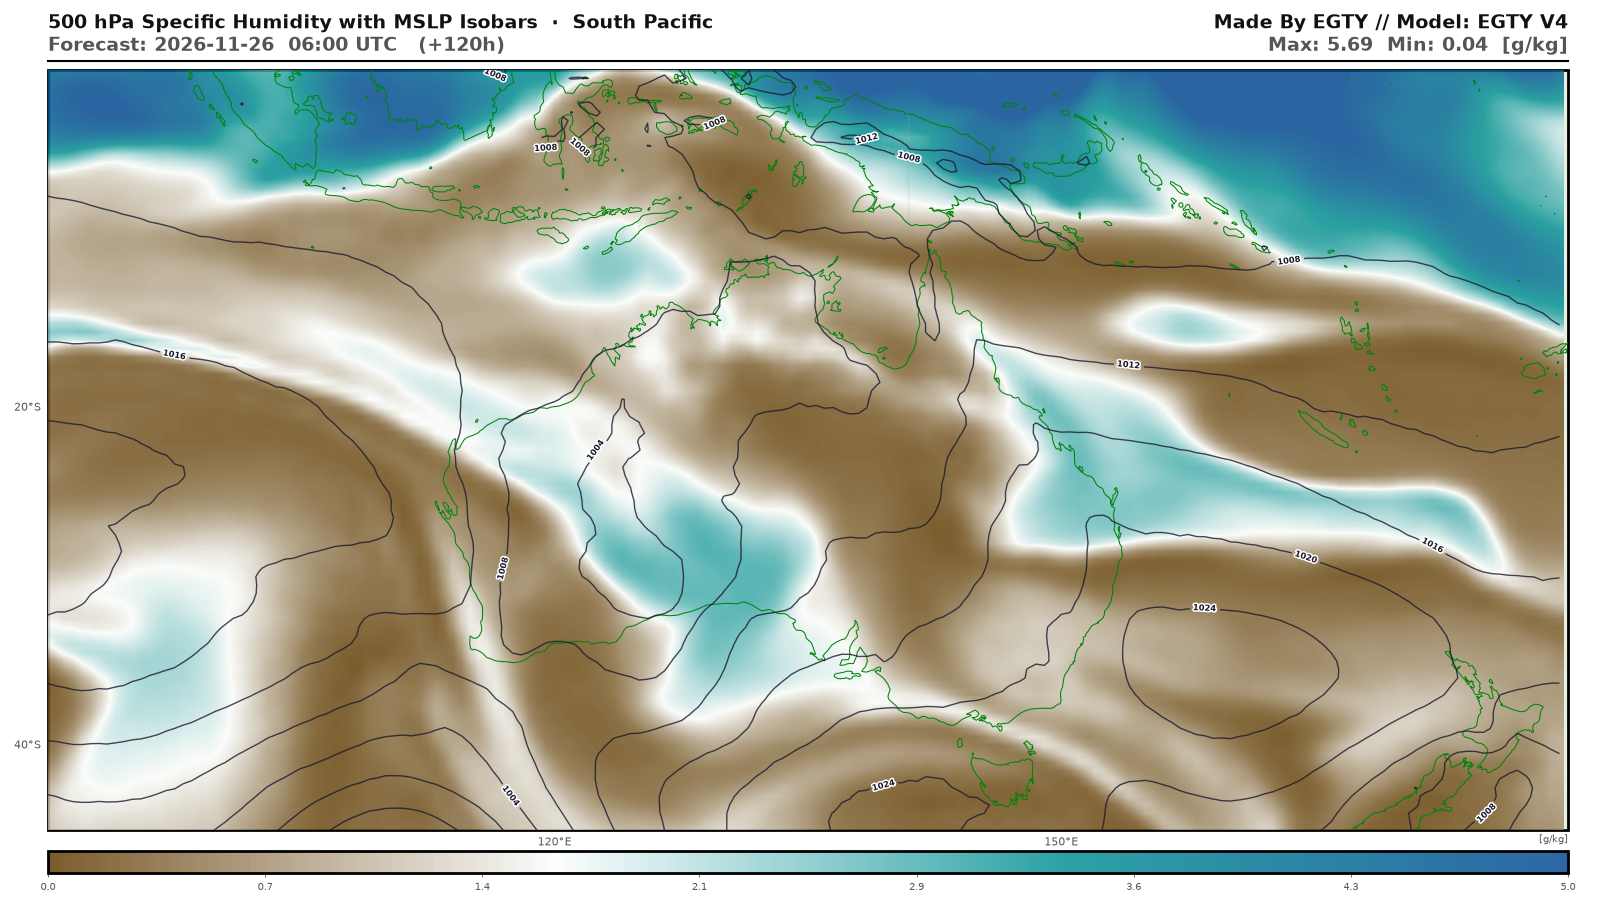 500 hPa Specific Humidity with MSLP Isobars · South Pacific
Made By EGTY // Model: EGTY V4
Forecast: 2026-11-26 06:00 UTC (+120h)
Max: 5.69 Min: 0.04 [g/kg]
1008
1008
1012
1008
1008
1008
1008
1016
1012
20°S
1004
1016
1020
1008
1024
40°S
1024
1004
1008
120°E
150°E
[g/kg]
0.0
0.7
1.4
2.1
2.9
3.6
4.3
5.0